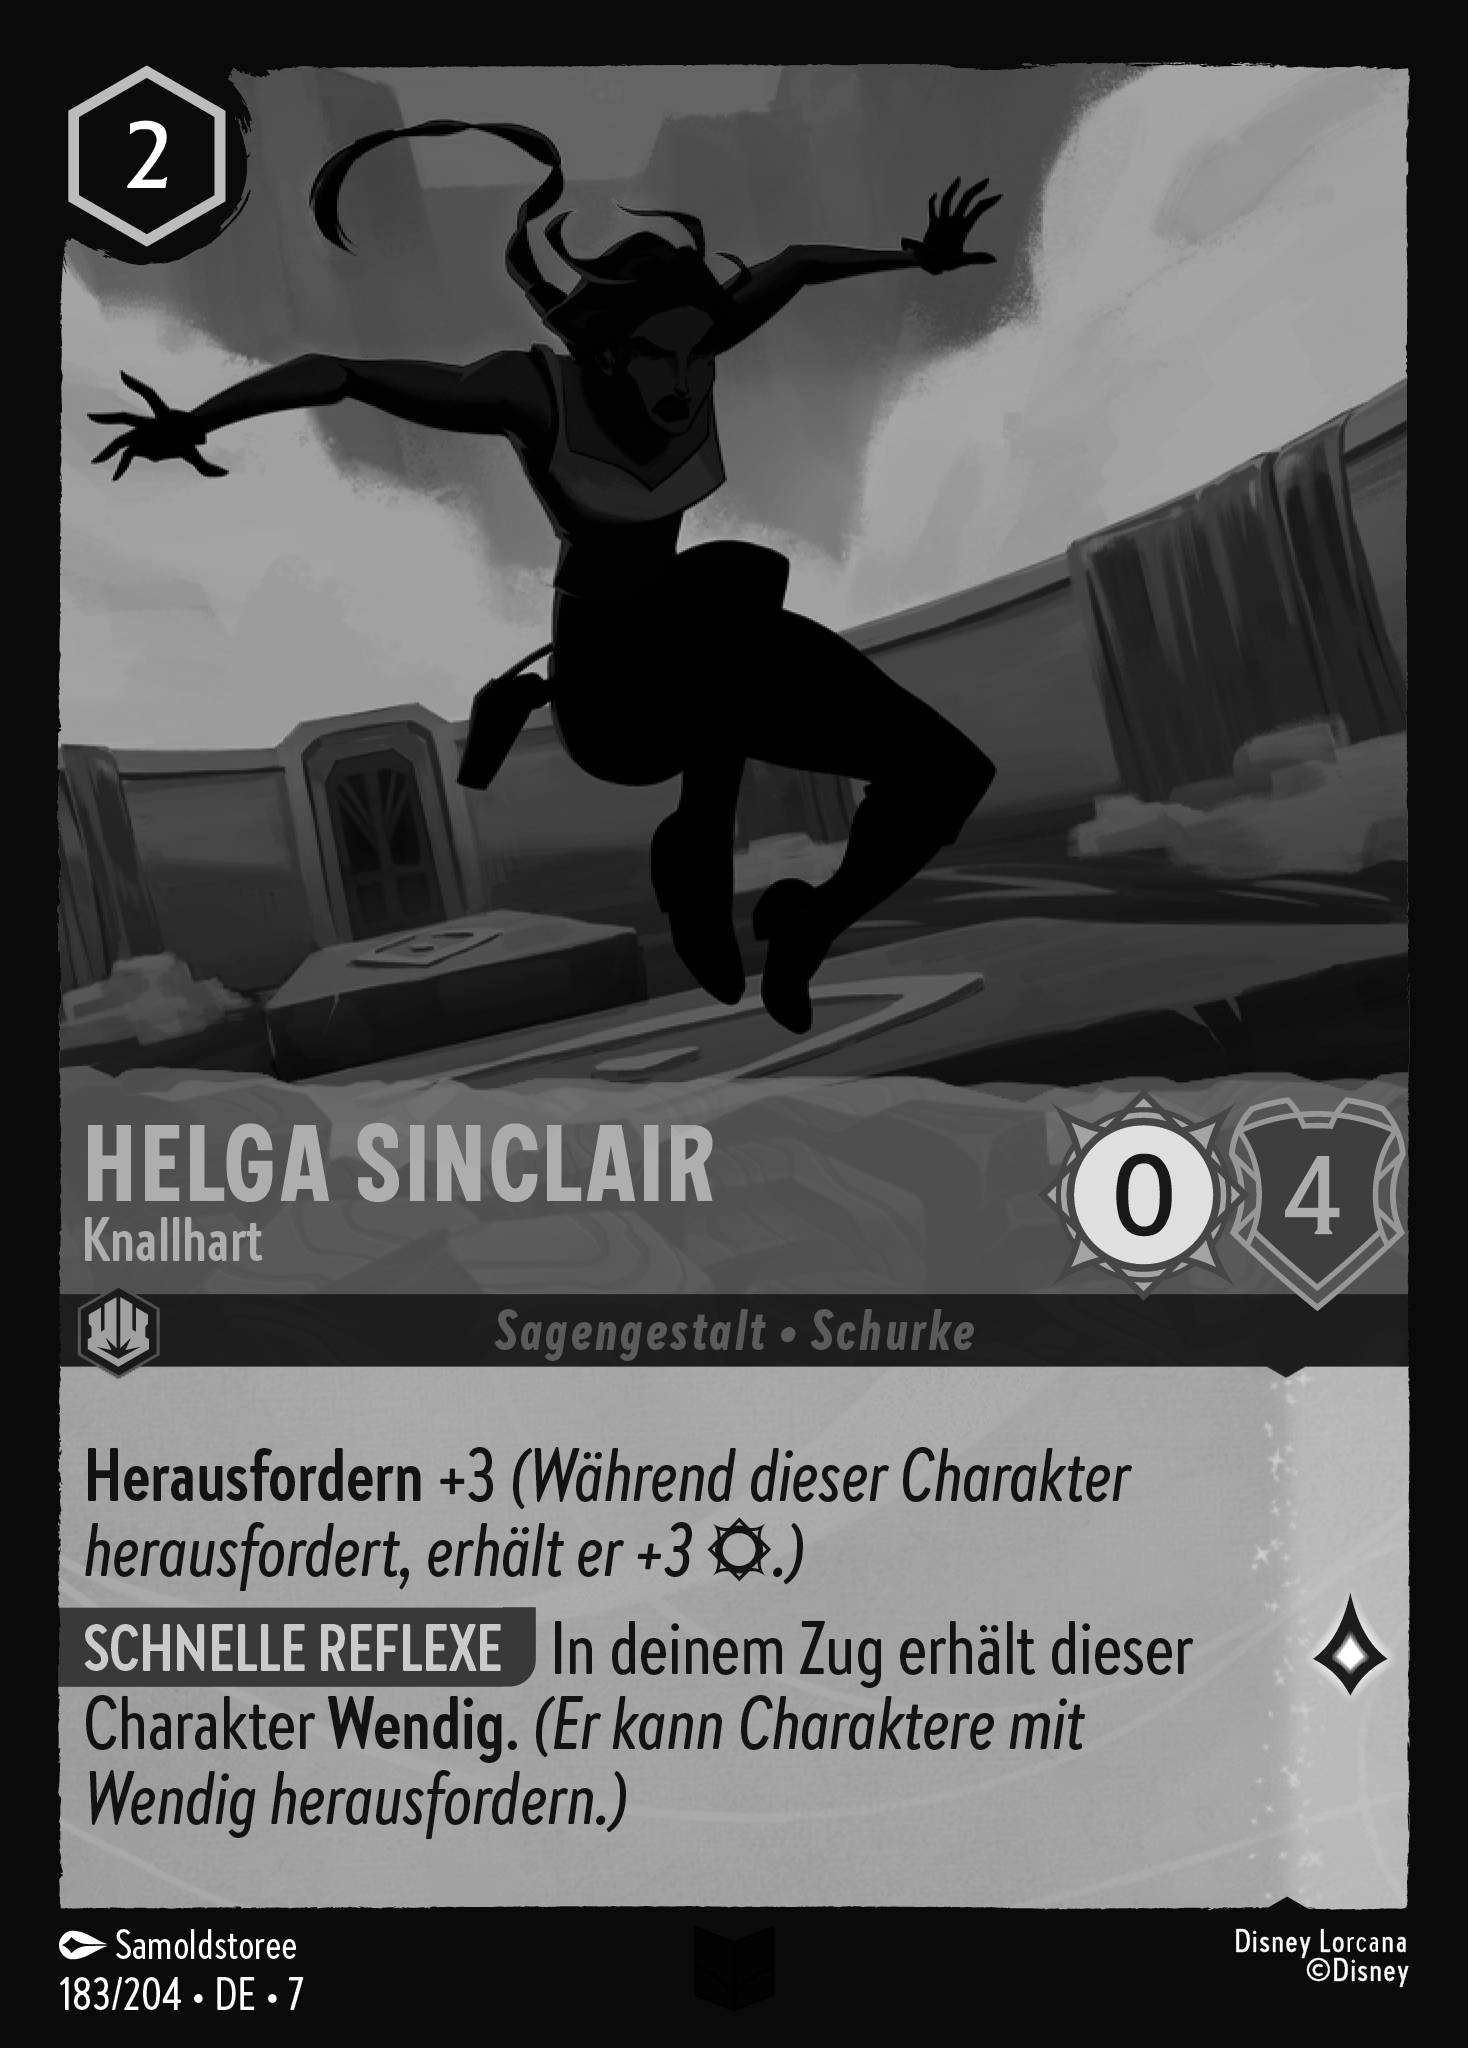 2
HELGA SINCLAIR
Knallhart
0
4
Sagengestalt • Schurke
Herausfordern +3 (Während dieser Charakter
herausfordert, erhält er +3 .)
SCHNELLE REFLEXE In deinem Zug erhält dieser
Charakter Wendig. (Er kann Charaktere mit
Wendig herausfordern.)
Samoldstoree
183/204 • DE • 7
Disney Lorcana
©Disney